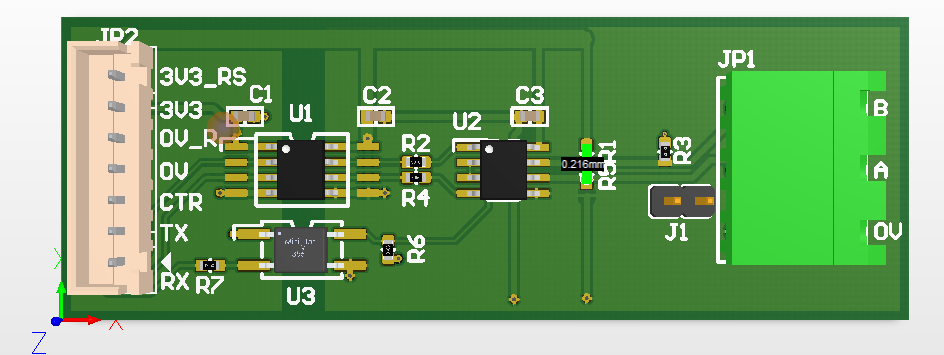 JP2
3V3_RS
3V3
0V_R
0V
CTR
TX
RX
C1
U1
C2
R2
R4
U2
C3
R1
R5
0.216mm
R3
JP1
B
A
0V
J1
R6
R7
U3
X
Z